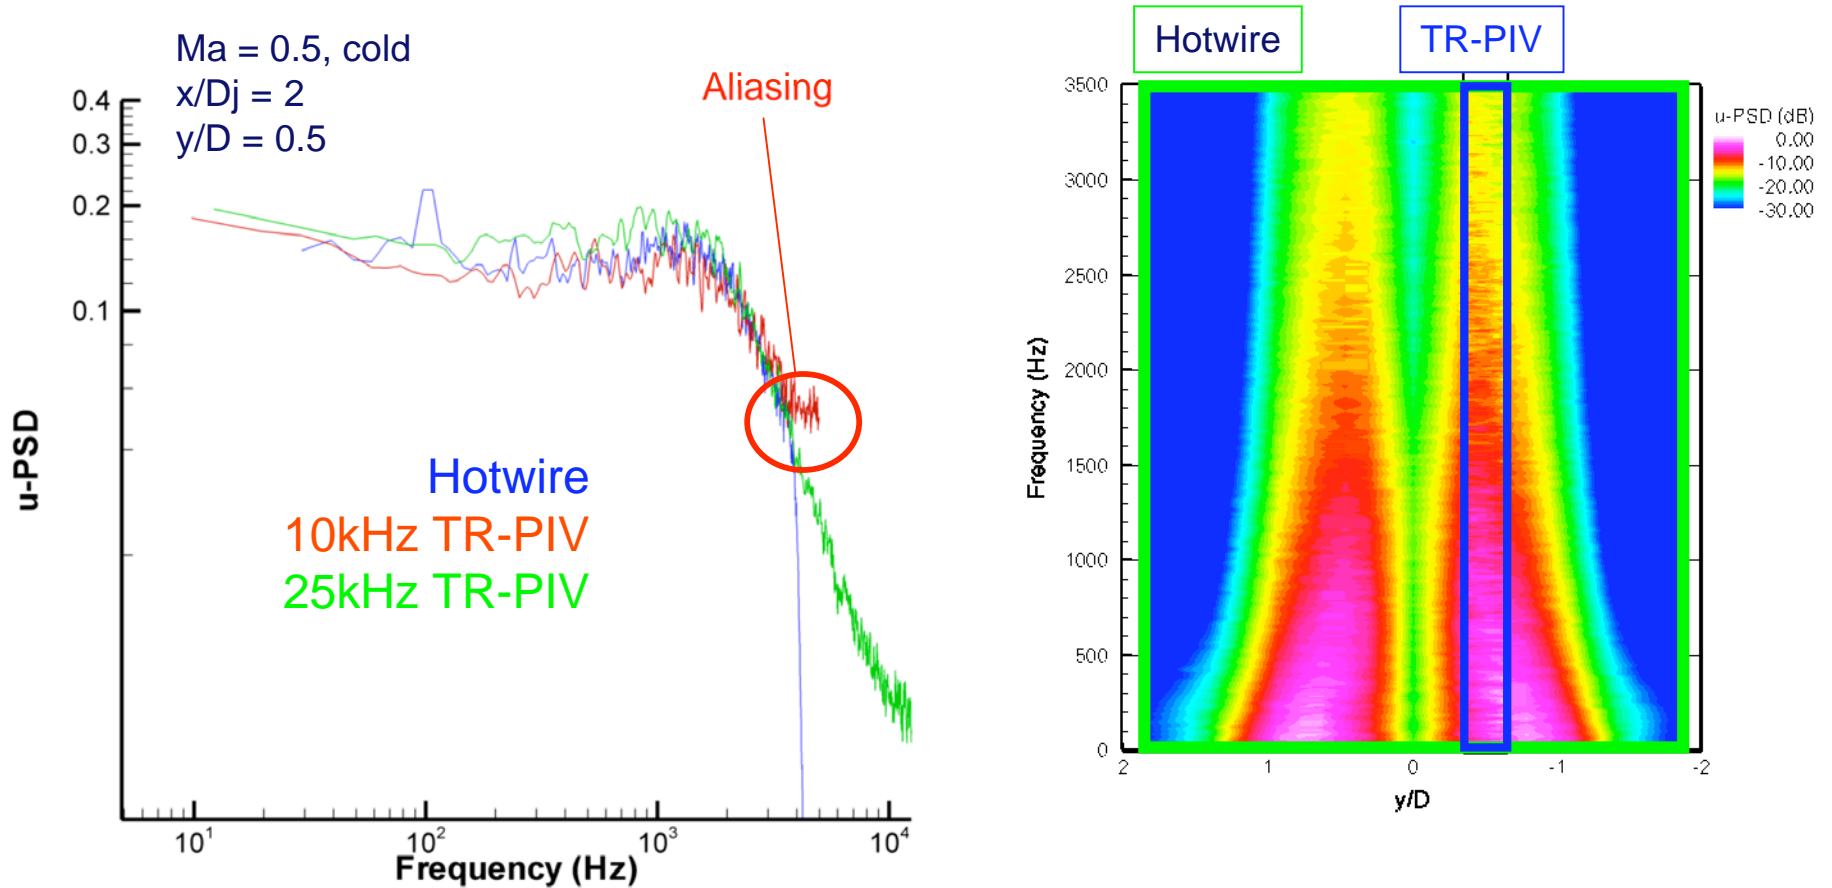 Ma = 0.5, cold
x/Dj = 2
y/D = 0.5
Aliasing
0.4
0.3
0.2
0.1
u-PSD
Hotwire
10kHz TR-PIV
25kHz TR-PIV
10¹ 10² 10³ 10⁴
Frequency (Hz)
Hotwire TR-PIV
3500
3000
2500
2000
1500
1000
500
0
Frequency (Hz)
2 1 0 -1 -2
y/D
u-PSD (dB)
0.00
-10.00
-20.00
-30.00